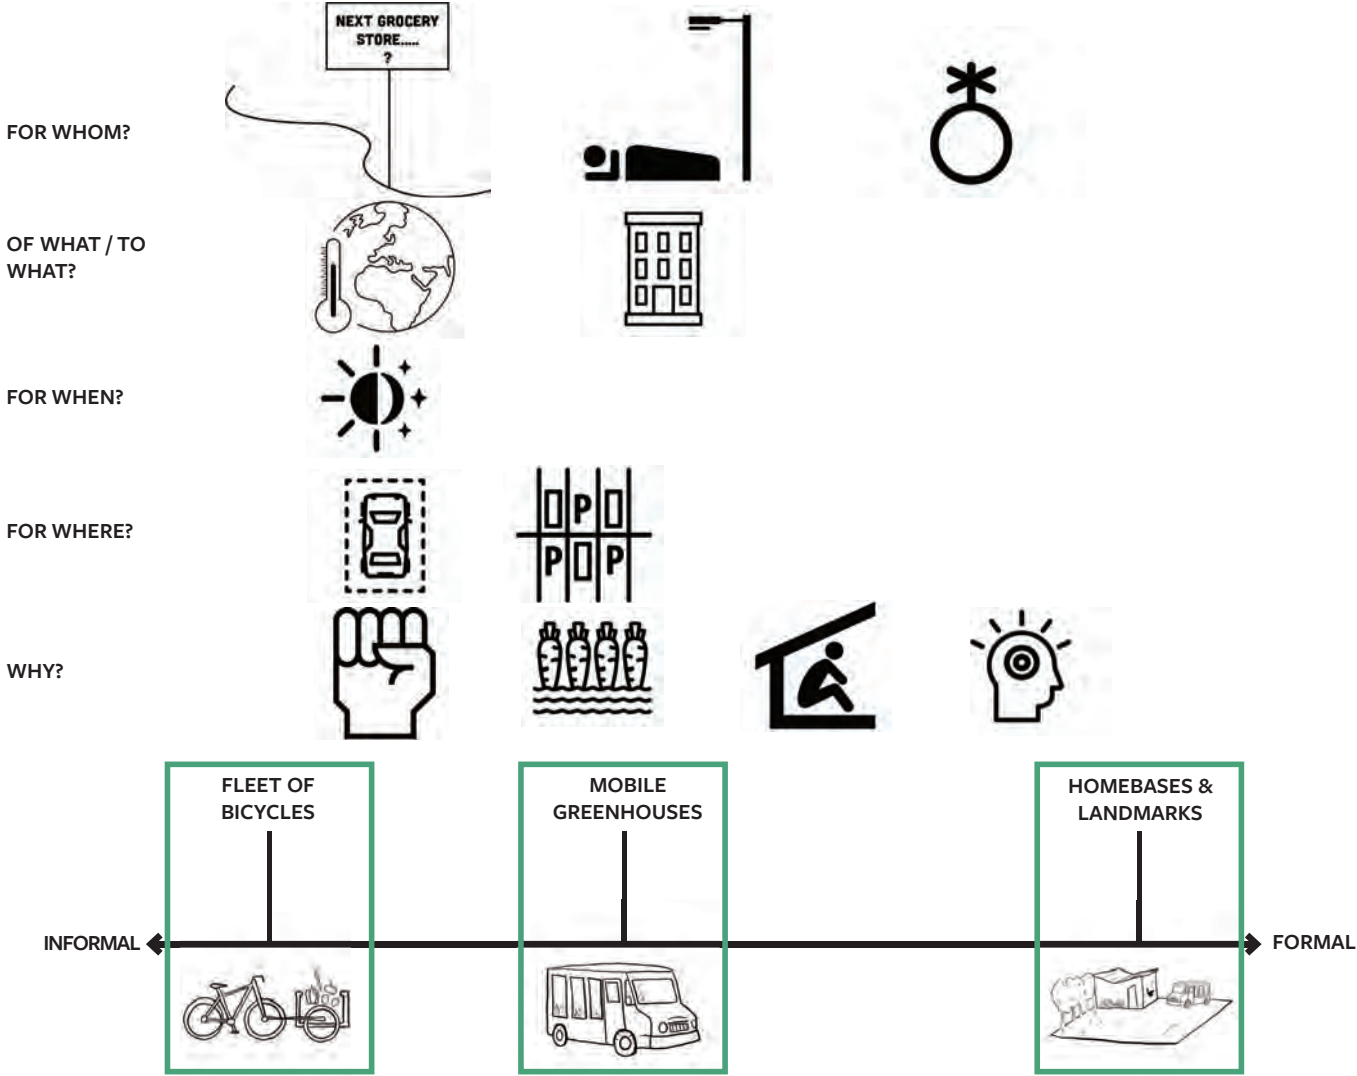 NEXT GROCERY
STORE.....
?
FOR WHOM?
OF WHAT / TO
WHAT?
FOR WHEN?
FOR WHERE?
P
P P
WHY?
FLEET OF
BICYCLES
MOBILE
GREENHOUSES
HOMEBASES &
LANDMARKS
INFORMAL
FORMAL